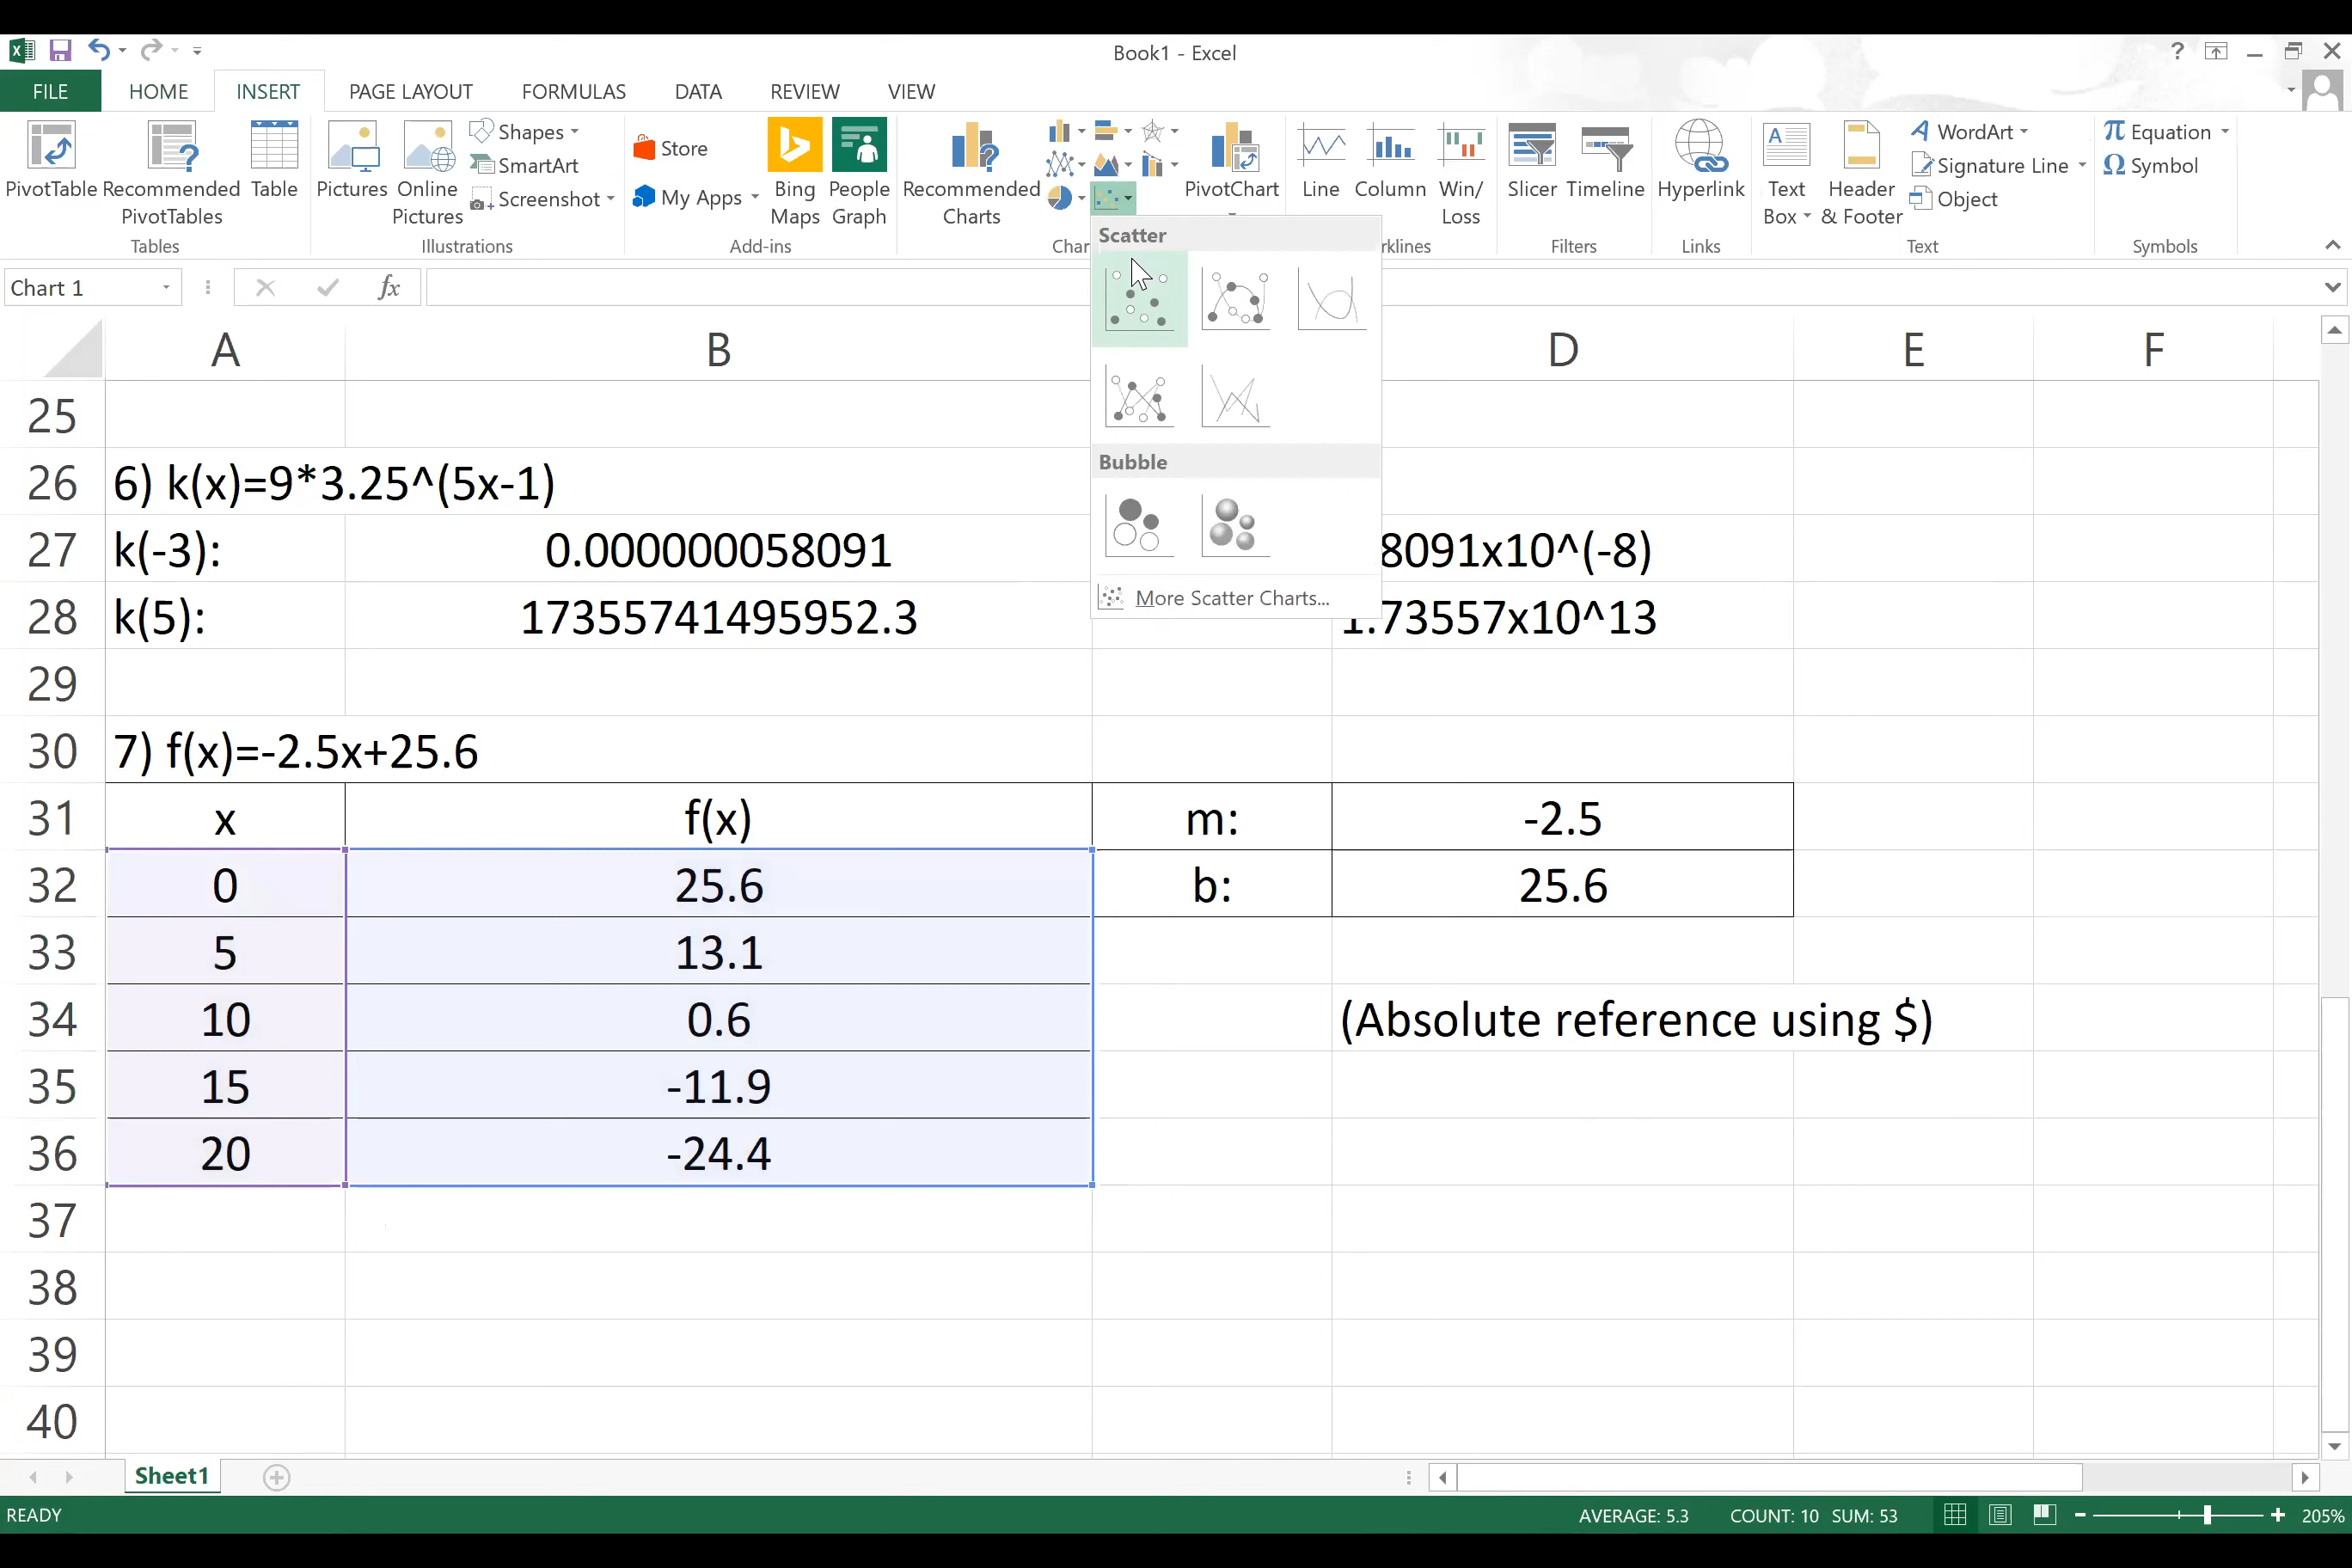 Book1 - Excel
?
FILE HOME INSERT PAGE LAYOUT FORMULAS DATA REVIEW VIEW
PivotTable
Recommended
PivotTables
Table
Tables
Pictures
Online
Pictures
Shapes
SmartArt
Screenshot
Illustrations
Store
My Apps
Bing
Maps
People
Graph
Add-ins
Recommended
Charts
Char
PivotChart
Line
Column
Win/
Loss
rklines
Slicer
Timeline
Filters
Hyperlink
Links
Text
Box
Header
& Footer
WordArt
Signature Line
Object
Text
π Equation
Ω Symbol
Symbols
Scatter
Bubble
More Scatter Charts...
Chart 1
fx
A B D E F
25
26 6) k(x)=9*3.25^(5x-1)
27 k(-3): 0.000000058091 8091x10^(-8)
28 k(5): 17355741495952.3 1.73557x10^13
29
30 7) f(x)=-2.5x+25.6
31 x f(x) m: -2.5
32 0 25.6 b: 25.6
33 5 13.1
34 10 0.6 (Absolute reference using $)
35 15 -11.9
36 20 -24.4
37
38
39
40
Sheet1
READY AVERAGE: 5.3 COUNT: 10 SUM: 53 205%